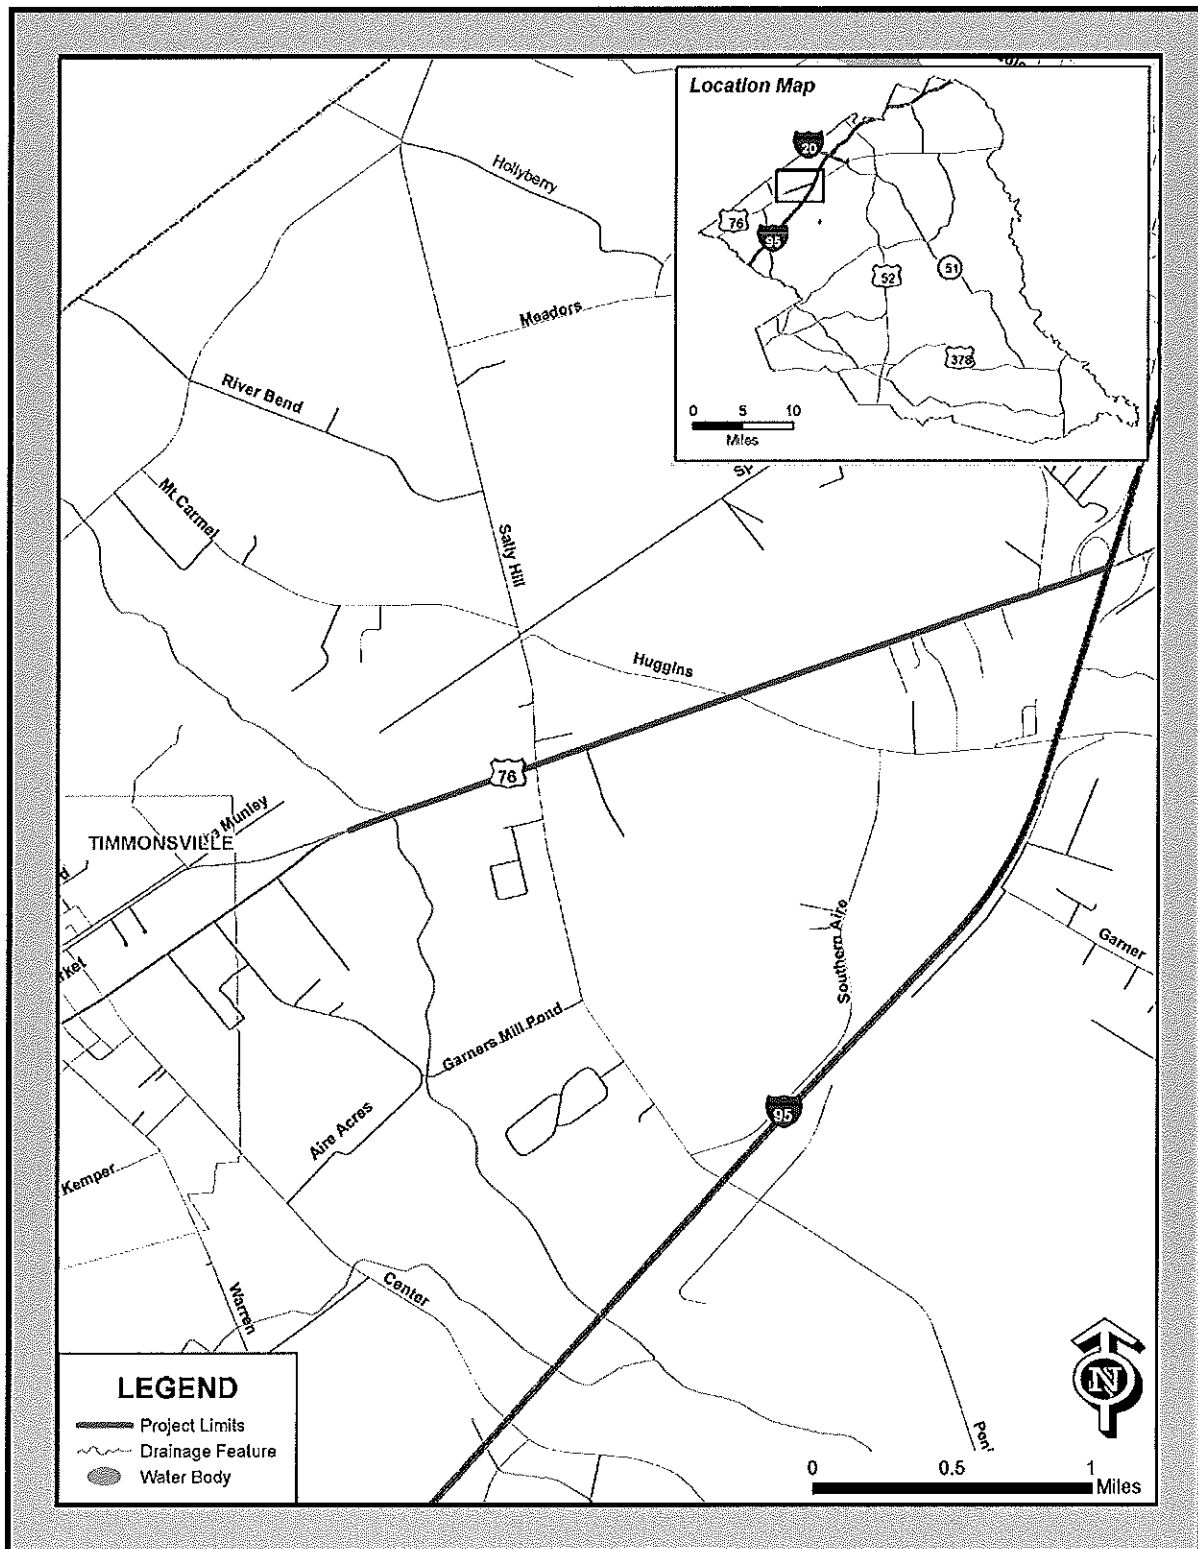 Location Map
20
76
95
52
51
378
0 5 10
Miles
Hollyberry
Meadors
River Bend
Mt Carmel
Sally Hill
Huggins
76
Munley
TIMMONSVILLE
Southern Aire
Garner
Garners Mill Pond
95
Aire Acres
Kemper
Center
Warren
LEGEND
Project Limits
Drainage Feature
Water Body
N
0 0.5 1
Miles